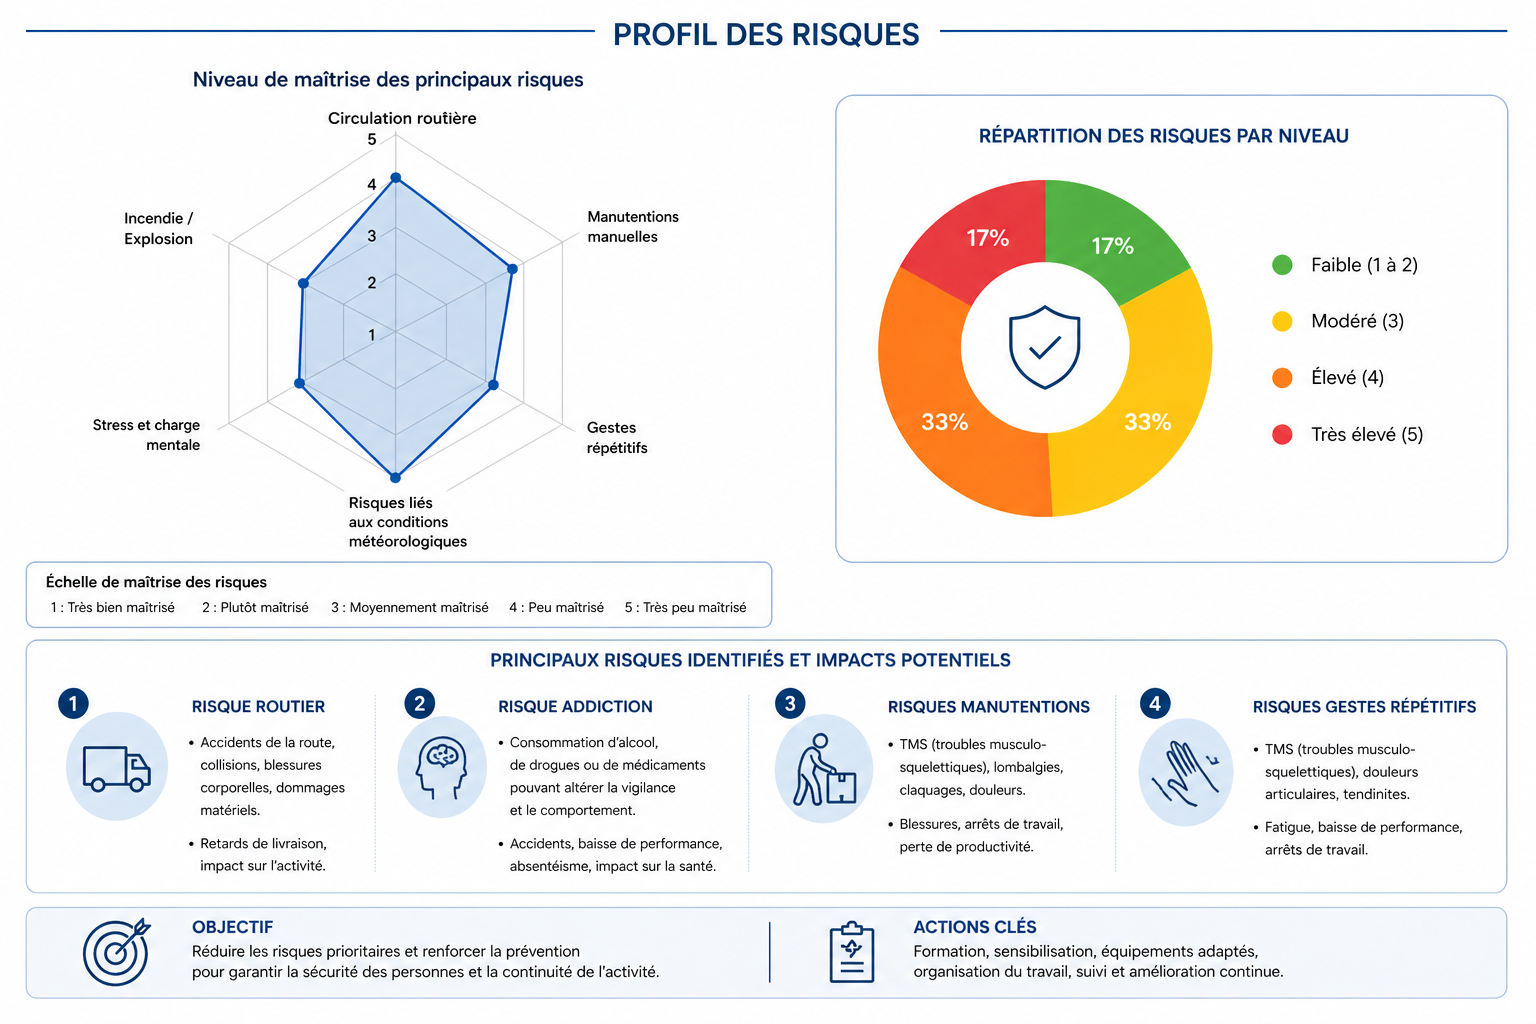 PROFIL DES RISQUES
Niveau de maîtrise des principaux risques
Circulation routière
5
4
3
2
1
Incendie /
Explosion
Manutentions
manuelles
Stress et charge
mentale
Gestes
répétitifs
Risques liés
aux conditions
météorologiques
Échelle de maîtrise des risques
1 : Très bien maîtrisé 2 : Plutôt maîtrisé 3 : Moyennement maîtrisé 4 : Peu maîtrisé 5 : Très peu maîtrisé
RÉPARTITION DES RISQUES PAR NIVEAU
17%
17%
33%
33%
Faible (1 à 2)
Modéré (3)
Élevé (4)
Très élevé (5)
PRINCIPAUX RISQUES IDENTIFIÉS ET IMPACTS POTENTIELS
1
RISQUE ROUTIER
• Accidents de la route,
collisions, blessures
corporelles, dommages
matériels.
• Retards de livraison,
impact sur l'activité.
2
RISQUE ADDICTION
• Consommation d'alcool,
de drogues ou de médicaments
pouvant altérer la vigilance
et le comportement.
• Accidents, baisse de performance,
absentéisme, impact sur la santé.
3
RISQUES MANUTENTIONS
• TMS (troubles musculo-
squelettiques), lombalgies,
claquages, douleurs.
• Blessures, arrêts de travail,
perte de productivité.
4
RISQUES GESTES RÉPÉTITIFS
• TMS (troubles musculo-
squelettiques), douleurs
articulaires, tendinites.
• Fatigue, baisse de performance,
arrêts de travail.
OBJECTIF
Réduire les risques prioritaires et renforcer la prévention
pour garantir la sécurité des personnes et la continuité de l'activité.
ACTIONS CLÉS
Formation, sensibilisation, équipements adaptés,
organisation du travail, suivi et amélioration continue.